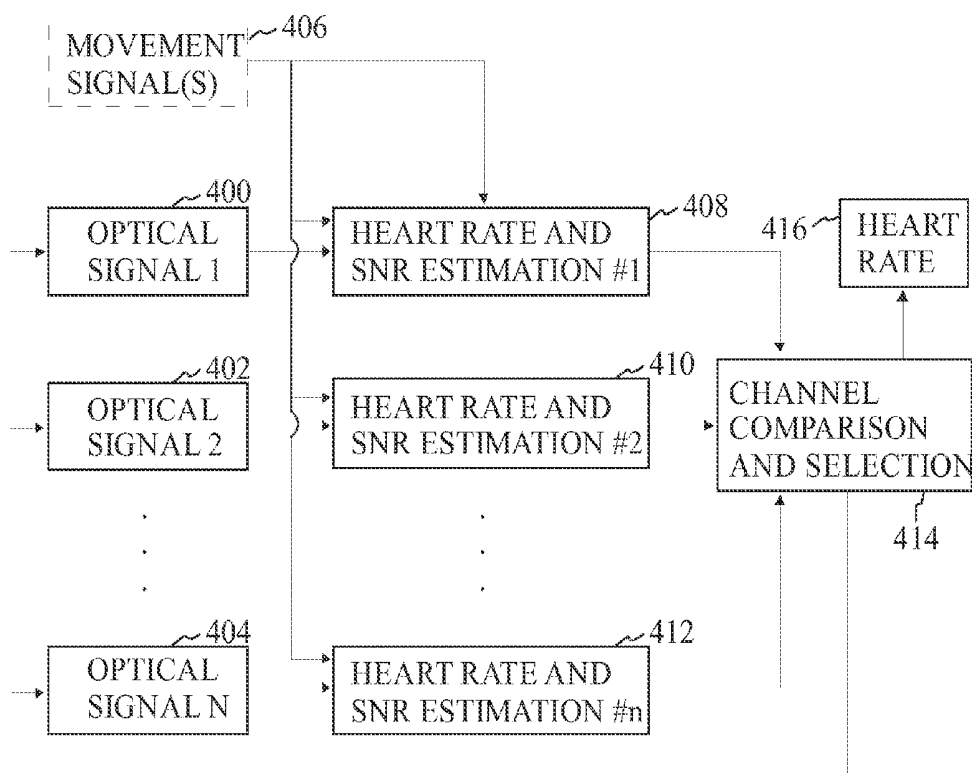 MOVEMENT
SIGNAL(S)
406
400
OPTICAL
SIGNAL 1
408
HEART RATE AND
SNR ESTIMATION #1
416
HEART
RATE
402
OPTICAL
SIGNAL 2
410
HEART RATE AND
SNR ESTIMATION #2
CHANNEL
COMPARISON
AND SELECTION
414
404
OPTICAL
SIGNAL N
412
HEART RATE AND
SNR ESTIMATION #n